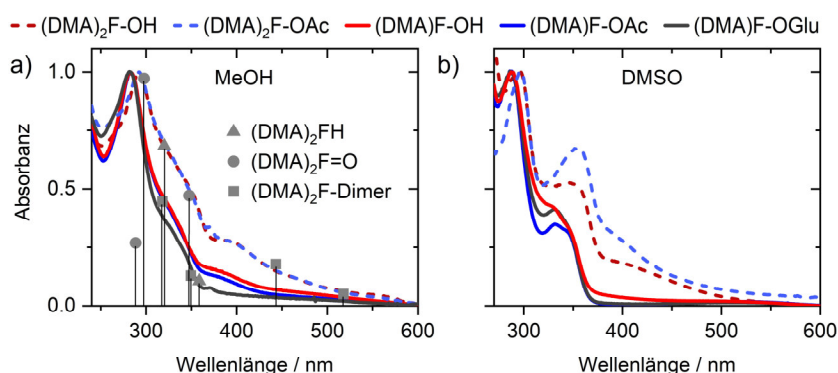 (DMA)₂F-OH (DMA)₂F-OAc (DMA)F-OH (DMA)F-OAc (DMA)F-OGlu
a) MeOH
b) DMSO
(DMA)₂FH
(DMA)₂F=O
(DMA)₂F-Dimer
Absorbanz
1.0
0.5
0.0
300 400 500 600
300 400 500 600
Wellenlänge / nm
Wellenlänge / nm